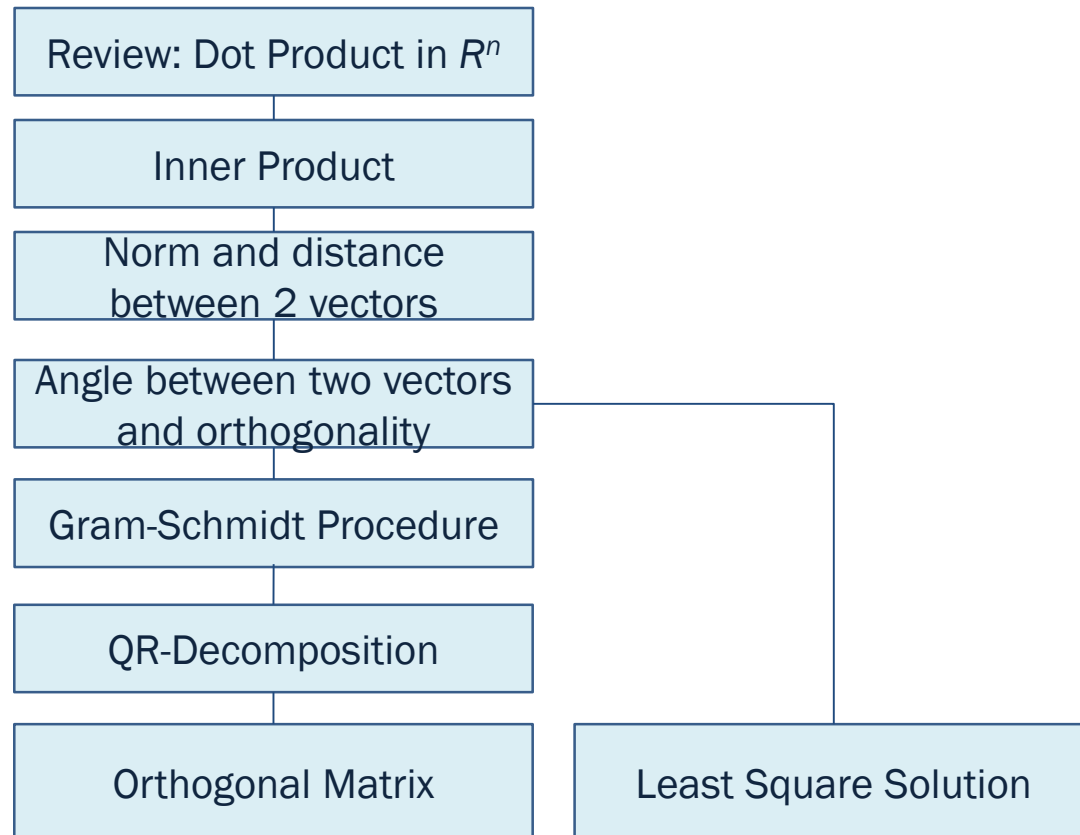 Review: Dot Product in Rⁿ
Inner Product
Norm and distance
between 2 vectors
Angle between two vectors
and orthogonality
Gram-Schmidt Procedure
QR-Decomposition
Orthogonal Matrix
Least Square Solution